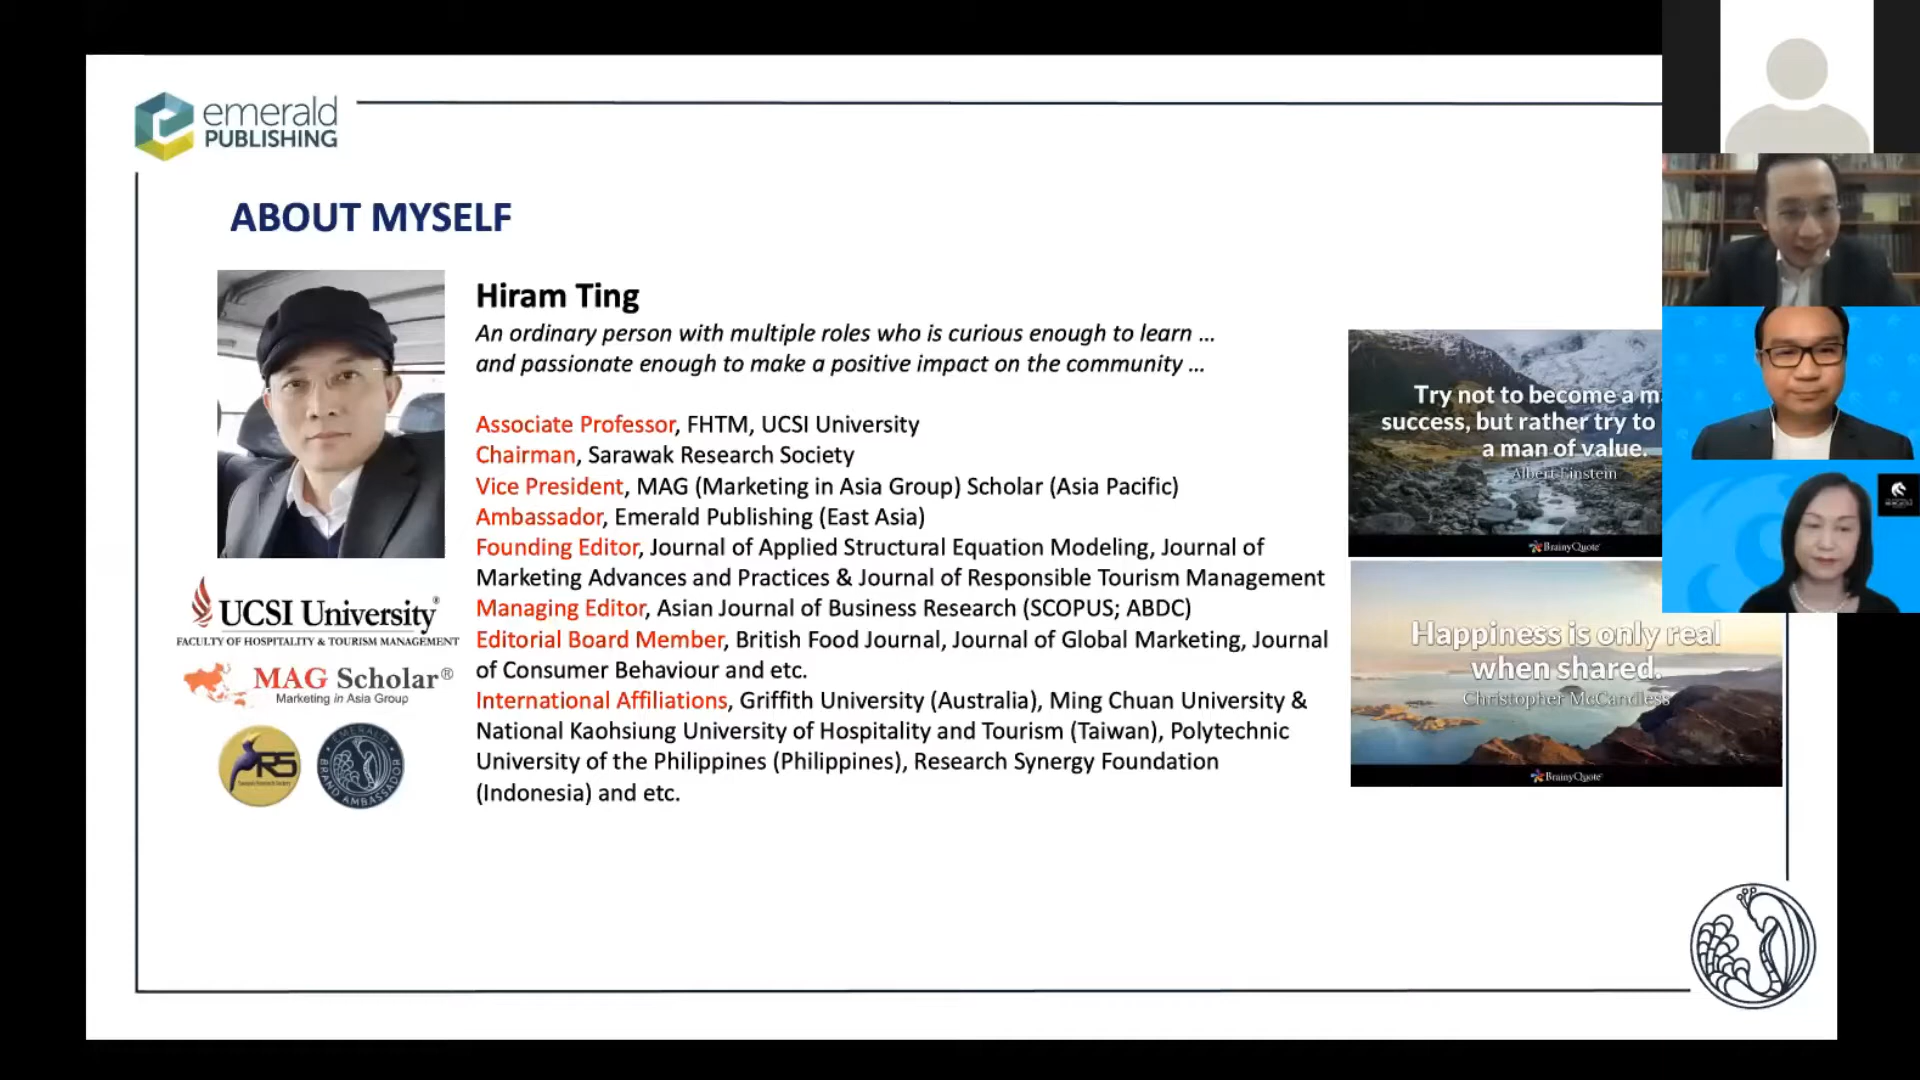 emerald
PUBLISHING
ABOUT MYSELF
Hiram Ting
An ordinary person with multiple roles who is curious enough to learn ...
and passionate enough to make a positive impact on the community ...
Associate Professor, FHTM, UCSI University
Chairman, Sarawak Research Society
Vice President, MAG (Marketing in Asia Group) Scholar (Asia Pacific)
Ambassador, Emerald Publishing (East Asia)
Founding Editor, Journal of Applied Structural Equation Modeling, Journal of
Marketing Advances and Practices & Journal of Responsible Tourism Management
Managing Editor, Asian Journal of Business Research (SCOPUS; ABDC)
Editorial Board Member, British Food Journal, Journal of Global Marketing, Journal
of Consumer Behaviour and etc.
International Affiliations, Griffith University (Australia), Ming Chuan University &
National Kaohsiung University of Hospitality and Tourism (Taiwan), Polytechnic
University of the Philippines (Philippines), Research Synergy Foundation
(Indonesia) and etc.
UCSI University®
FACULTY OF HOSPITALITY & TOURISM MANAGEMENT
MAG Scholar®
Marketing in Asia Group
RS
Sarawak Research Society
EMERALD
BRAND AMBASSADOR
Try not to become a m
success, but rather try to
a man of value.
Albert Einstein
BrainyQuote
Happiness is only real
when shared.
Christopher McCandless
BrainyQuote